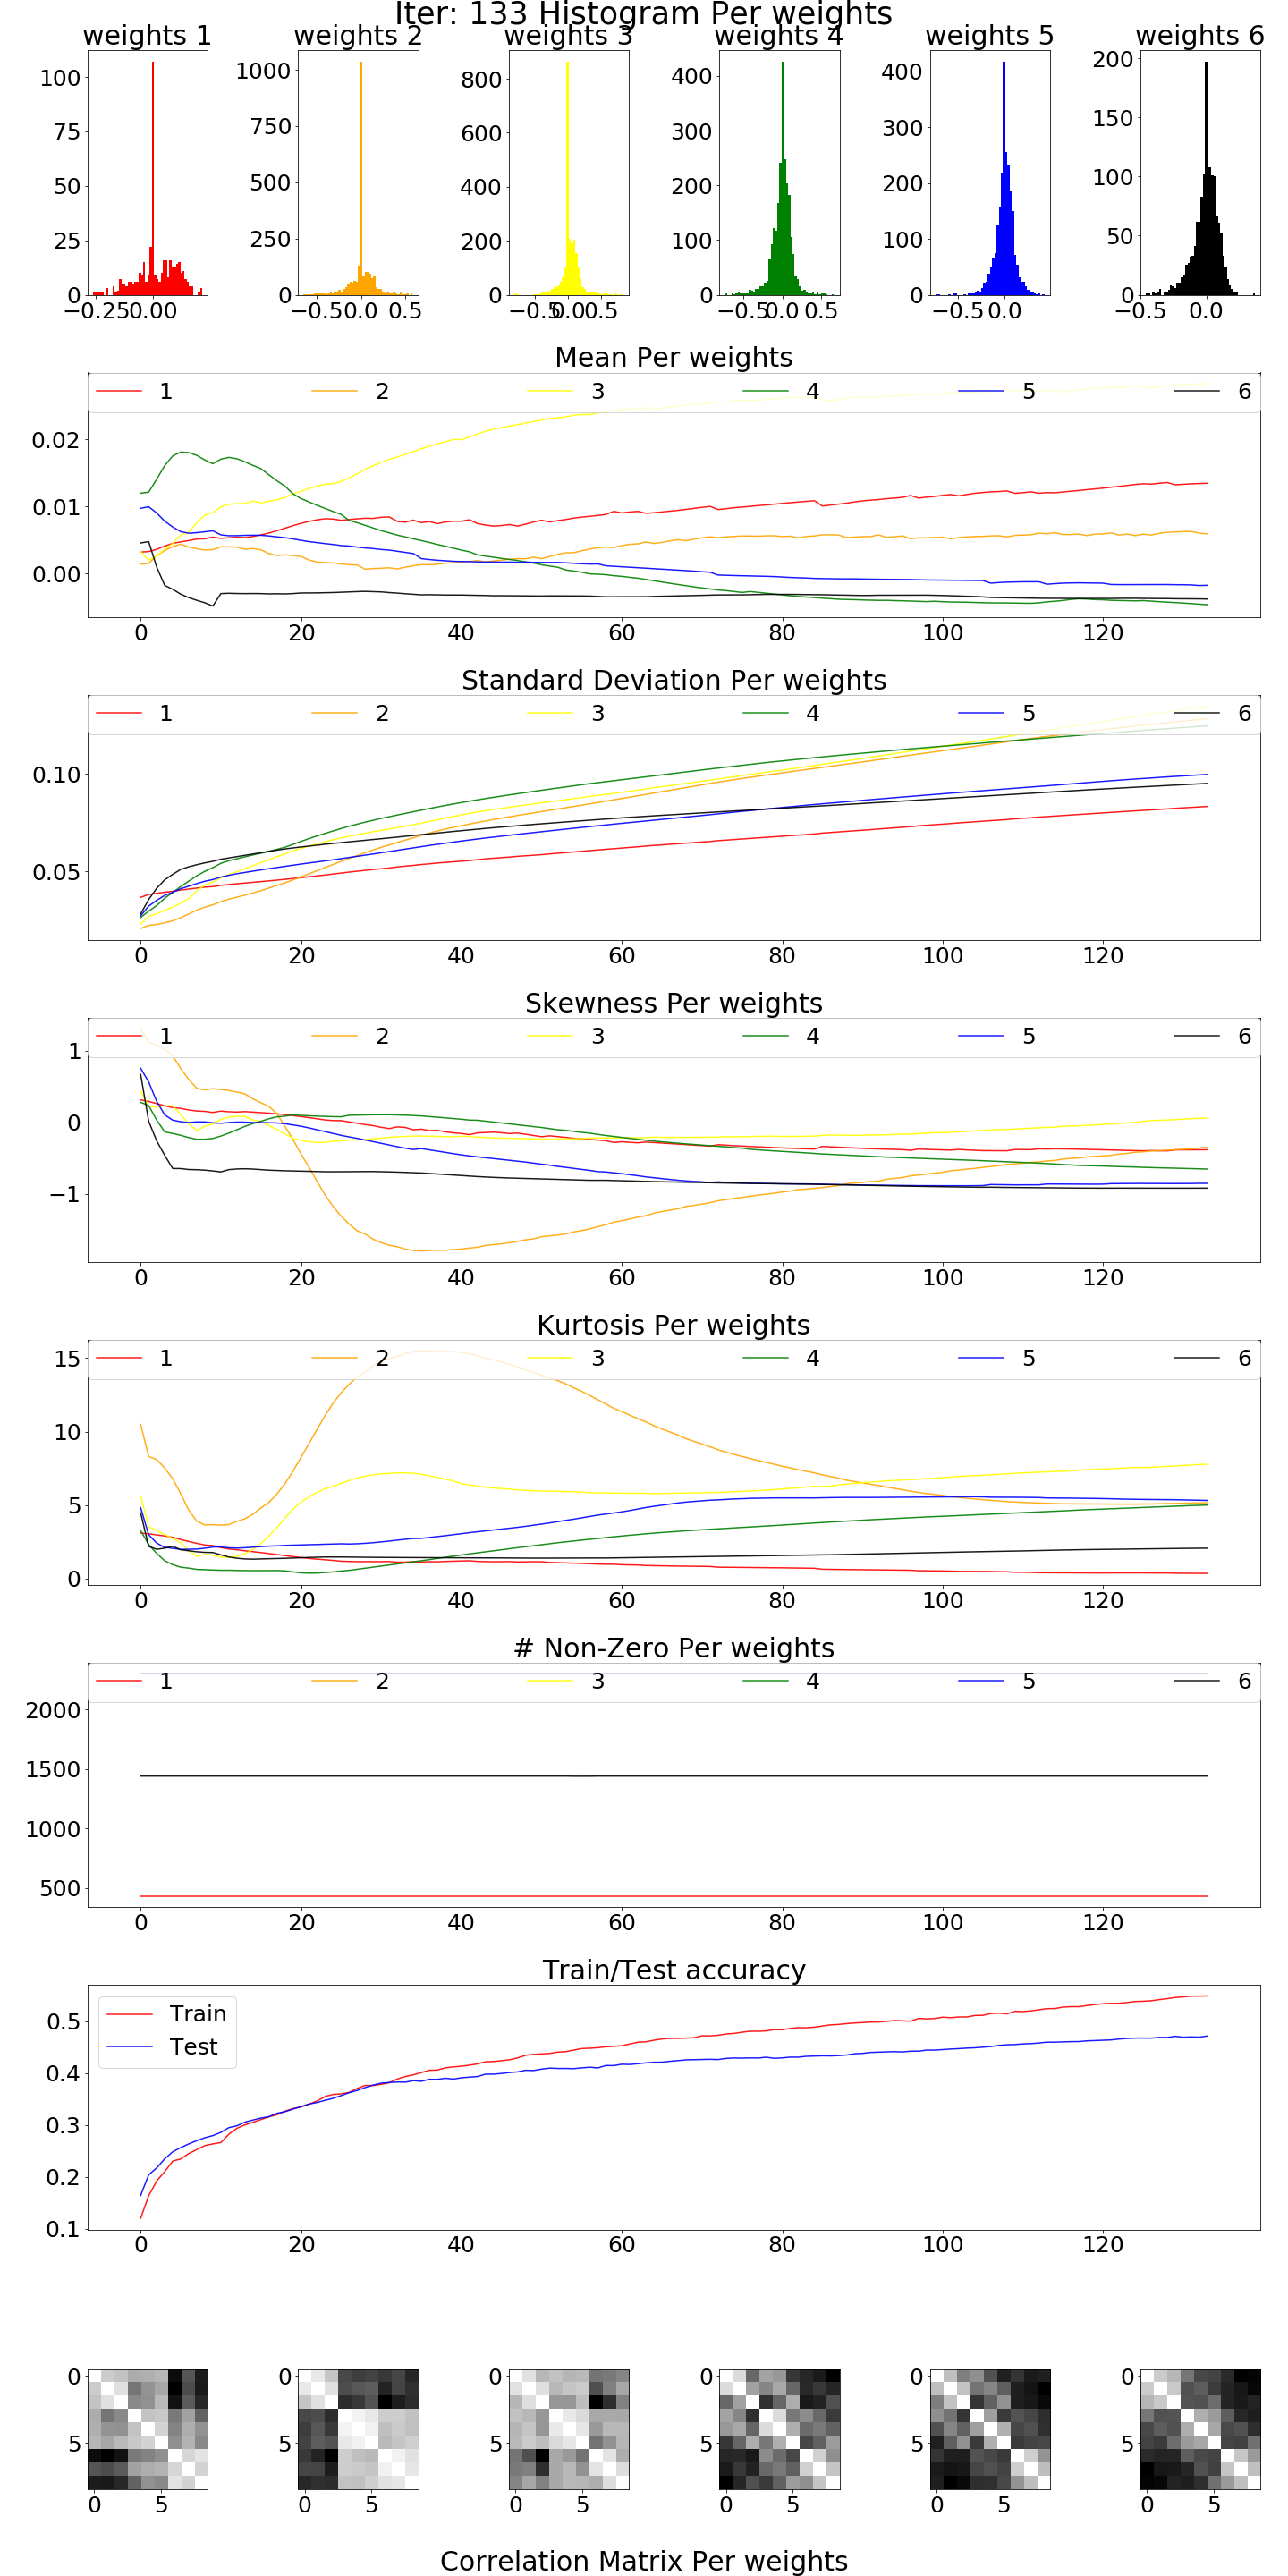 Iter: 133 Histogram Per weights
weights 1 weights 2 weights 3 weights 4 weights 5 weights 6
100 75 50 25 0
−0.25 0.00
1000 750 500 250 0
−0.5 0.0 0.5
800 600 400 200 0
−0.5 0.0 0.5
400 300 200 100 0
−0.5 0.0 0.5
400 300 200 100 0
−0.5 0.0
200 150 100 50 0
−0.5 0.0
Mean Per weights
1 2 3 4 5 6
0.02
0.01
0.00
0 20 40 60 80 100 120
Standard Deviation Per weights
1 2 3 4 5 6
0.10
0.05
0 20 40 60 80 100 120
Skewness Per weights
1 2 3 4 5 6
1
0
−1
0 20 40 60 80 100 120
Kurtosis Per weights
1 2 3 4 5 6
15
10
5
0
0 20 40 60 80 100 120
# Non-Zero Per weights
1 2 3 4 5 6
2000
1500
1000
500
0 20 40 60 80 100 120
Train/Test accuracy
Train
Test
0.5
0.4
0.3
0.2
0.1
0 20 40 60 80 100 120
0 0 0 0 0 0
5 5 5 5 5 5
0 5 0 5 0 5 0 5 0 5 0 5
Correlation Matrix Per weights